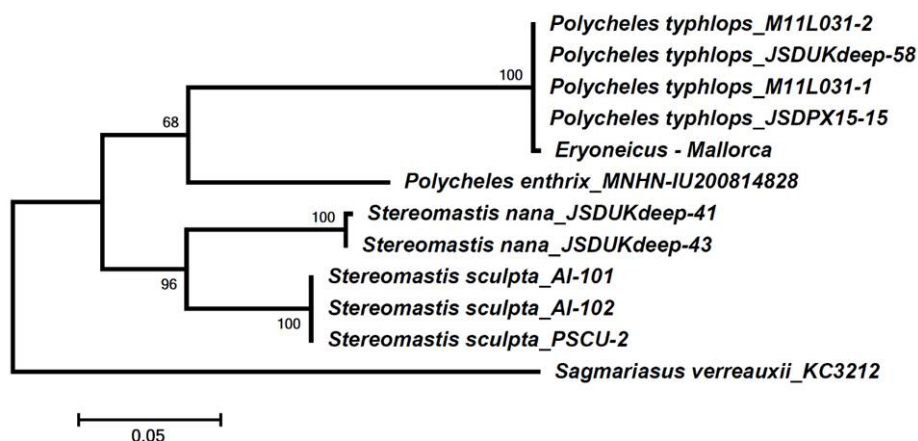 Polycheles typhlops_M11L031-2
Polycheles typhlops_JSDUKdeep-58
100
Polycheles typhlops_M11L031-1
Polycheles typhlops_JSDPX15-15
68
Eryoneicus - Mallorca
Polycheles enthrix_MNHN-IU200814828
100
Stereomastis nana_JSDUKdeep-41
Stereomastis nana_JSDUKdeep-43
96
Stereomastis sculpta_AI-101
Stereomastis sculpta_AI-102
100
Stereomastis sculpta_PSCU-2
Sagmariasus verreauxii_KC3212
0.05